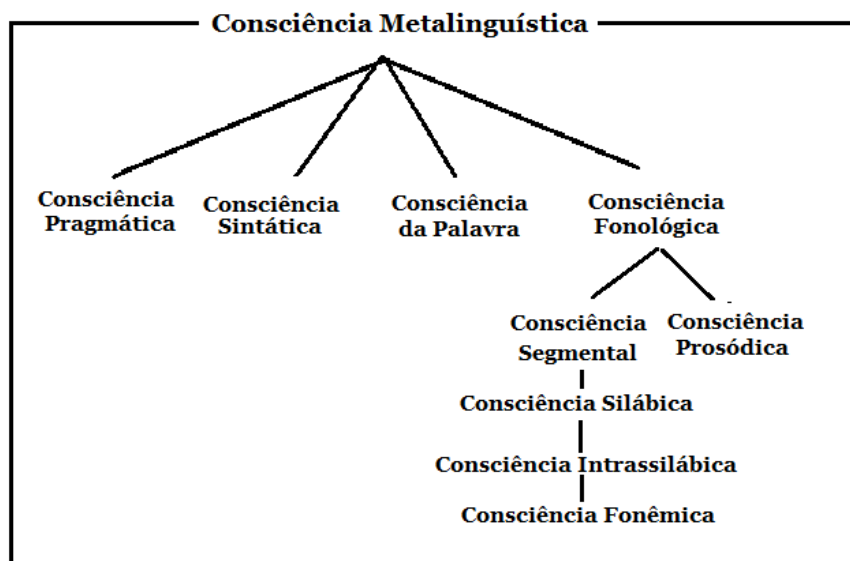 Consciência Metalinguística
Consciência
Pragmática
Consciência
Sintática
Consciência
da Palavra
Consciência
Fonológica
Consciência
Segmental
Consciência
Prosódica
Consciência Silábica
Consciência Intrassilábica
Consciência Fonêmica